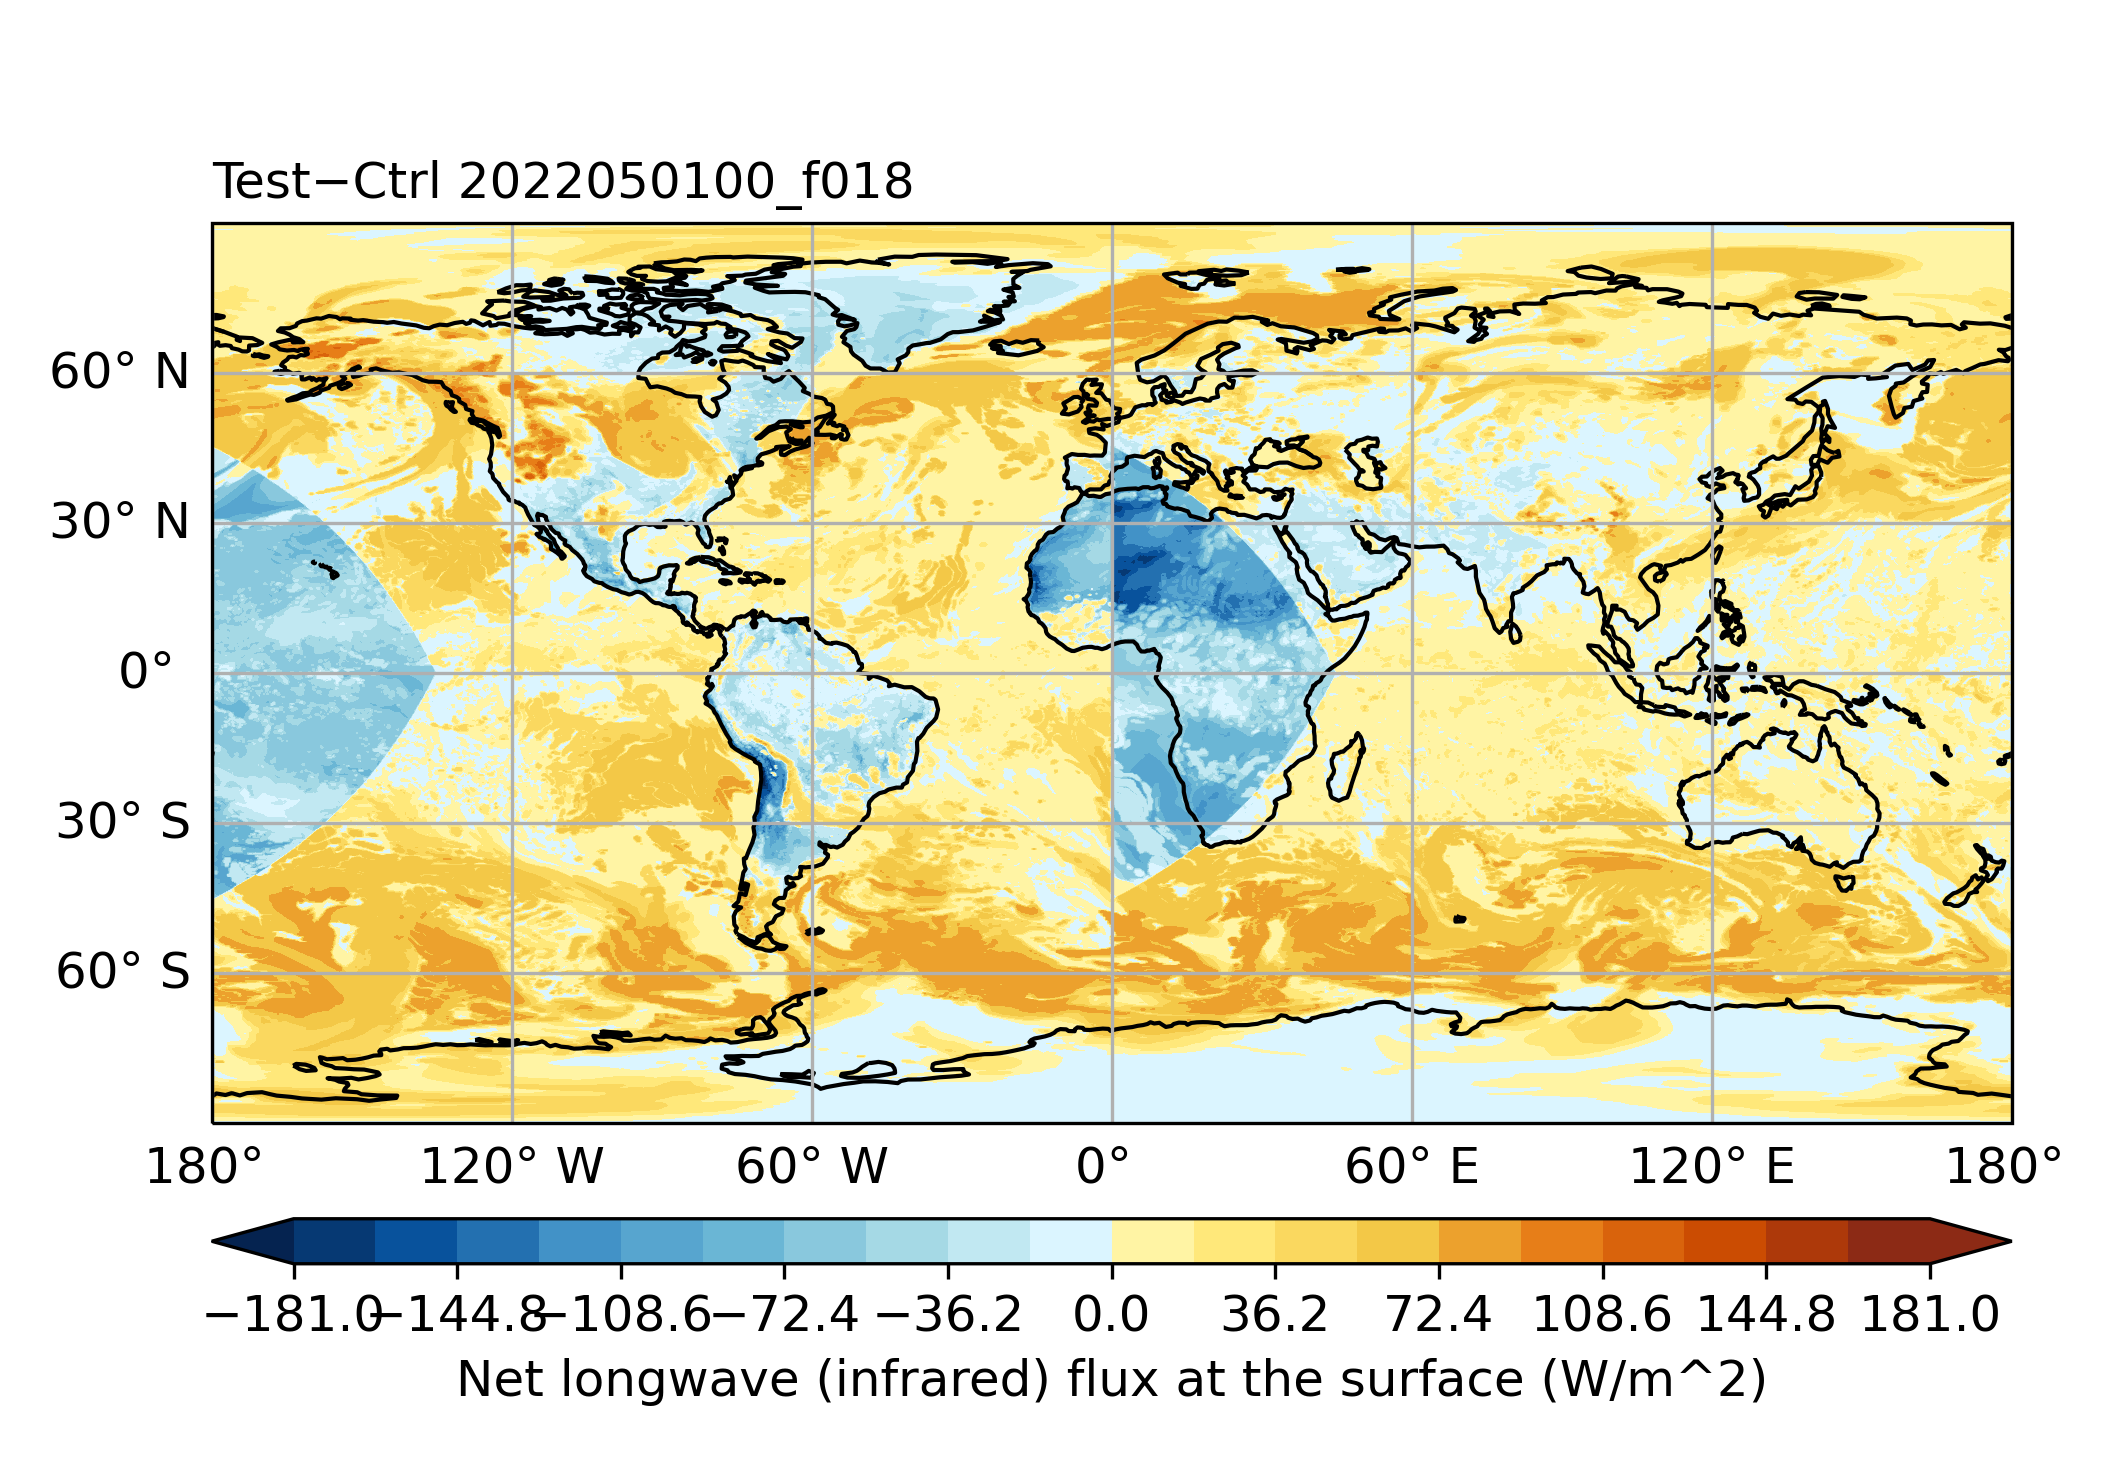 Test−Ctrl 2022050100_f018
60° N
30° N
0°
30° S
60° S
180° 120° W 60° W 0° 60° E 120° E 180°
−181.0 −144.8 −108.6 −72.4 −36.2 0.0 36.2 72.4 108.6 144.8 181.0
Net longwave (infrared) flux at the surface (W/m^2)